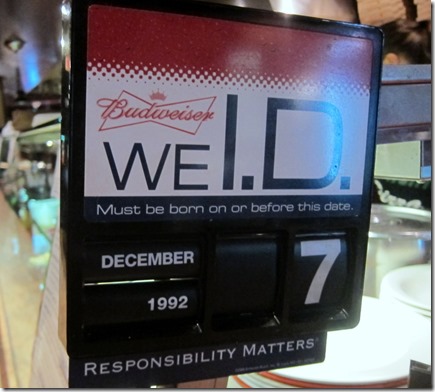 Budweiser
WE I.D.
Must be born on or before this date.
DECEMBER 7
1992
RESPONSIBILITY MATTERS